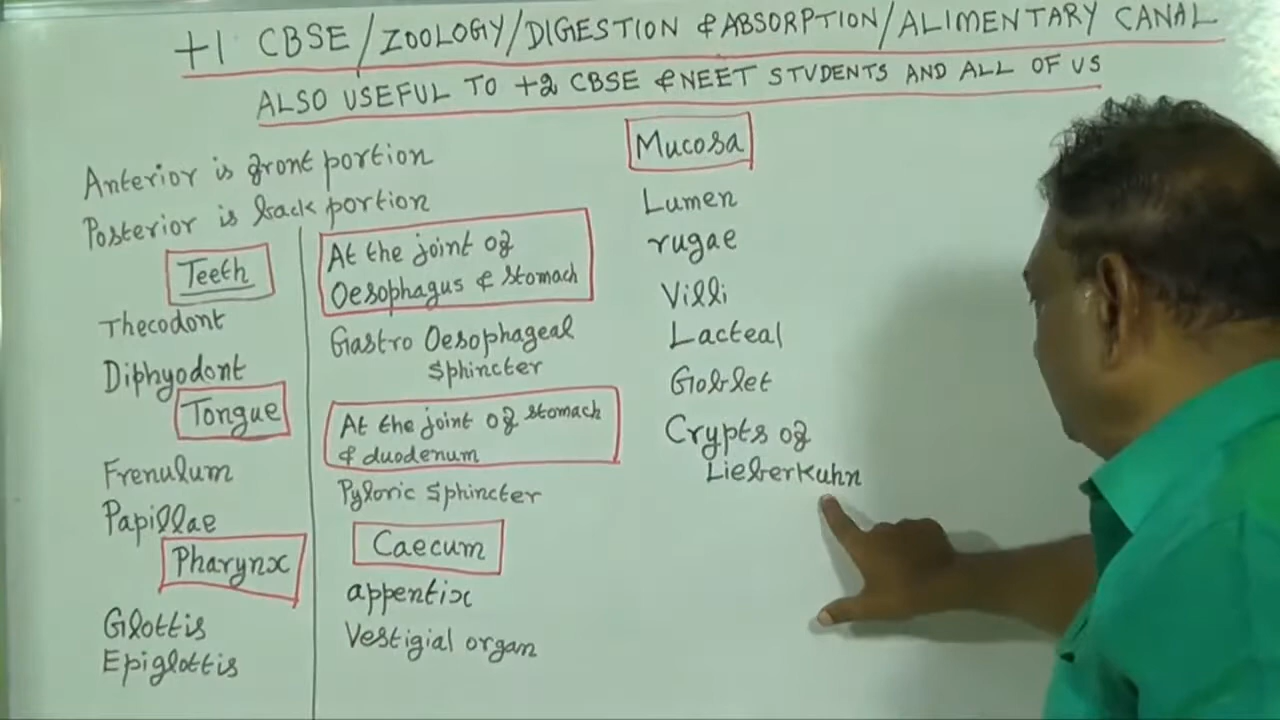 +1 CBSE/ZOOLOGY/DIGESTION & ABSORPTION/ALIMENTARY CANAL
ALSO USEFUL TO +2 CBSE & NEET STUDENTS AND ALL OF US
Anterior is front portion
Posterior is back portion
Teeth
Thecodont
Diphyodont
Tongue
Frenulum
Papillae
Pharynx
Glottis
Epiglottis
At the joint of
Oesophagus & stomach
Gastro Oesophageal
Sphincter
At the joint of stomach
& duodenum
Pyloric Sphincter
Caecum
appentix
Vestigial organ
Mucosa
Lumen
rugae
Villi
Lacteal
Goblet
Crypts of
Lieberkuhn